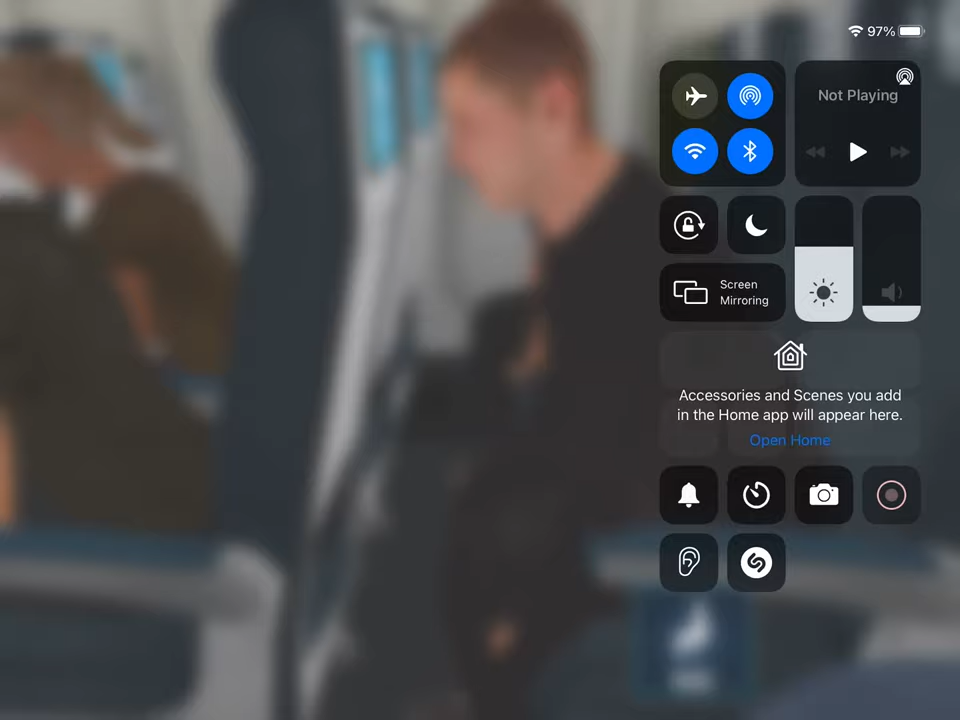 97%
Not Playing
Screen
Mirroring
Accessories and Scenes you add
in the Home app will appear here.
Open Home